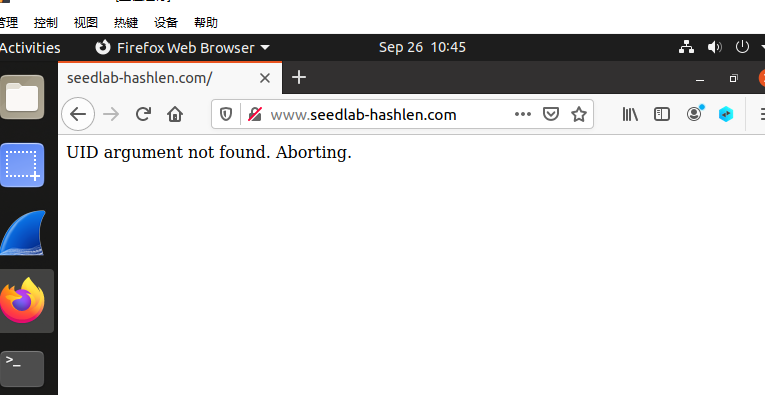 管理 控制 视图 热键 设备 帮助
Activities Firefox Web Browser Sep 26 10:45
seedlab-hashlen.com/
www.seedlab-hashlen.com
UID argument not found. Aborting.
>_